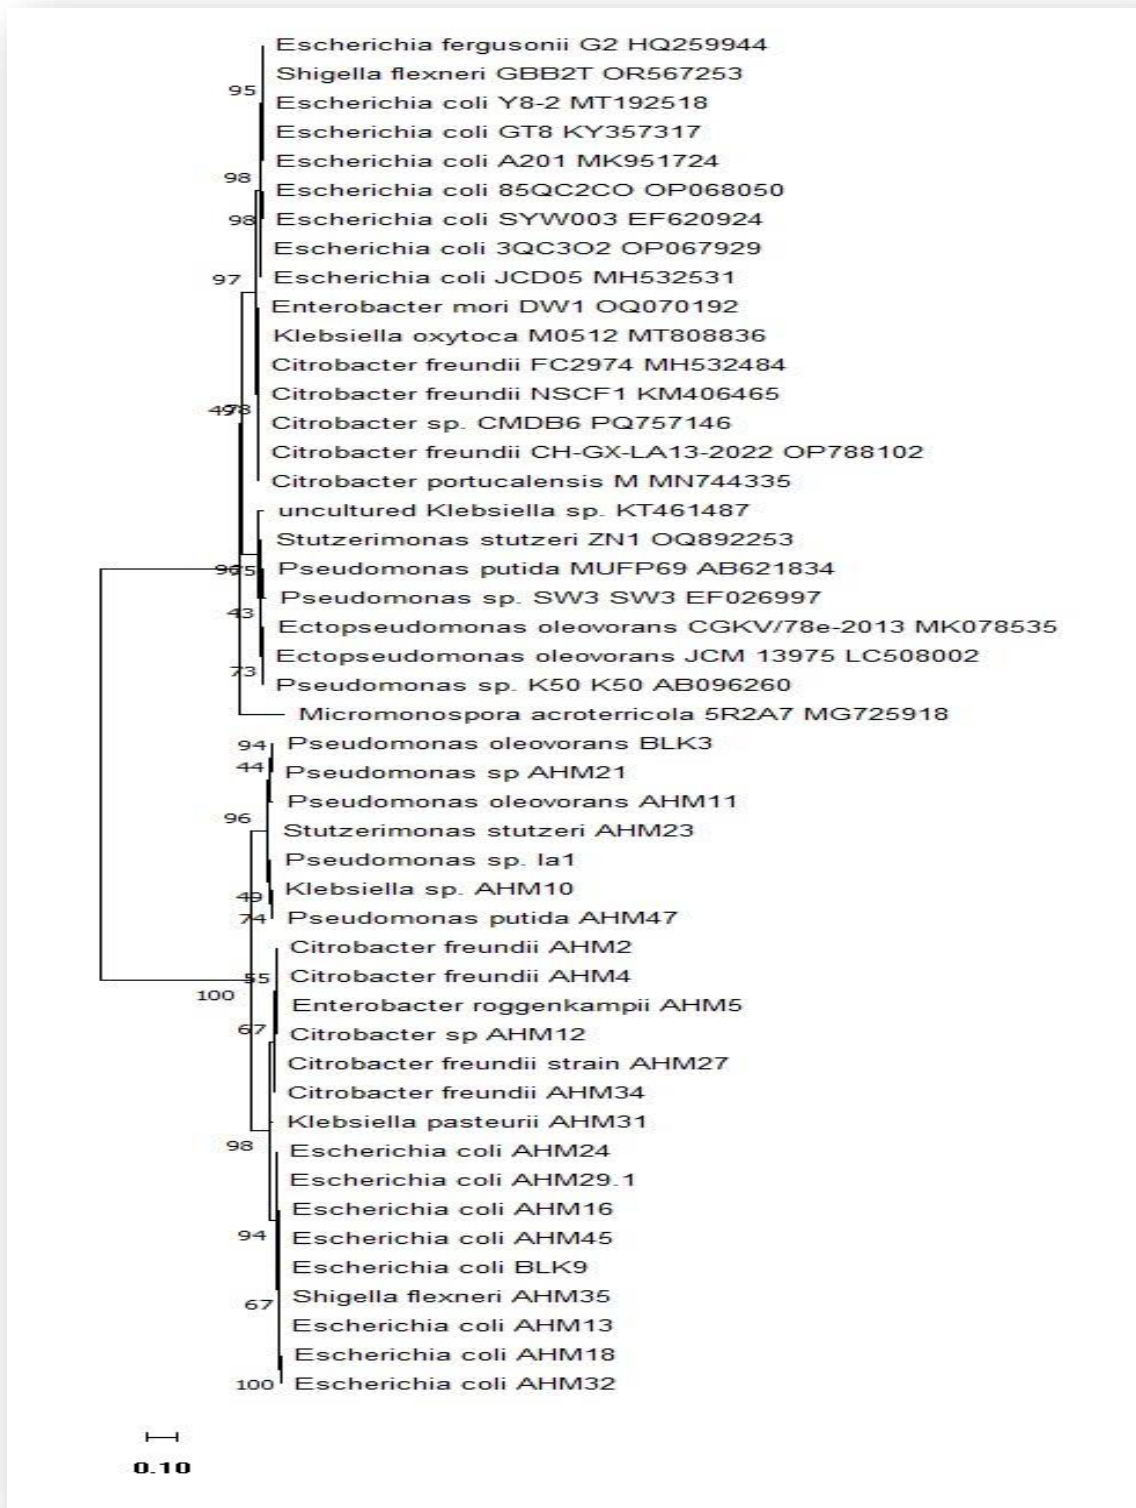 Escherichia fergusonii G2 HQ259944
Shigella flexneri GBB2T OR567253
95
Escherichia coli Y8-2 MT192518
Escherichia coli GT8 KY357317
Escherichia coli A201 MK951724
98
Escherichia coli 85QC2CO OP068050
98 Escherichia coli SYW003 EF620924
Escherichia coli 3QC3O2 OP067929
97 Escherichia coli JCD05 MH532531
Enterobacter mori DW1 OQ070192
Klebsiella oxytoca M0512 MT808836
Citrobacter freundii FC2974 MH532484
Citrobacter freundii NSCF1 KM406465
Citrobacter sp. CMDB6 PQ757146
Citrobacter freundii CH-GX-LA13-2022 OP788102
Citrobacter portucalensis M MN744335
uncultured Klebsiella sp. KT461487
Stutzerimonas stutzeri ZN1 OQ892253
Pseudomonas putida MUFP69 AB621834
Pseudomonas sp. SW3 SW3 EF026997
43
Ectopseudomonas oleovorans CGKV/78e-2013 MK078535
Ectopseudomonas oleovorans JCM 13975 LC508002
73
Pseudomonas sp. K50 K50 AB096260
Micromonospora acroterricola 5R2A7 MG725918
94 Pseudomonas oleovorans BLK3
44 Pseudomonas sp AHM21
Pseudomonas oleovorans AHM11
96
Stutzerimonas stutzeri AHM23
Pseudomonas sp. Ia1
Klebsiella sp. AHM10
49
74 Pseudomonas putida AHM47
Citrobacter freundii AHM2
55 Citrobacter freundii AHM4
100
Enterobacter roggenkampii AHM5
67 Citrobacter sp AHM12
Citrobacter freundii strain AHM27
Citrobacter freundii AHM34
Klebsiella pasteurii AHM31
98
Escherichia coli AHM24
Escherichia coli AHM29.1
Escherichia coli AHM16
94 Escherichia coli AHM45
Escherichia coli BLK9
Shigella flexneri AHM35
67
Escherichia coli AHM13
Escherichia coli AHM18
100 Escherichia coli AHM32
0.10